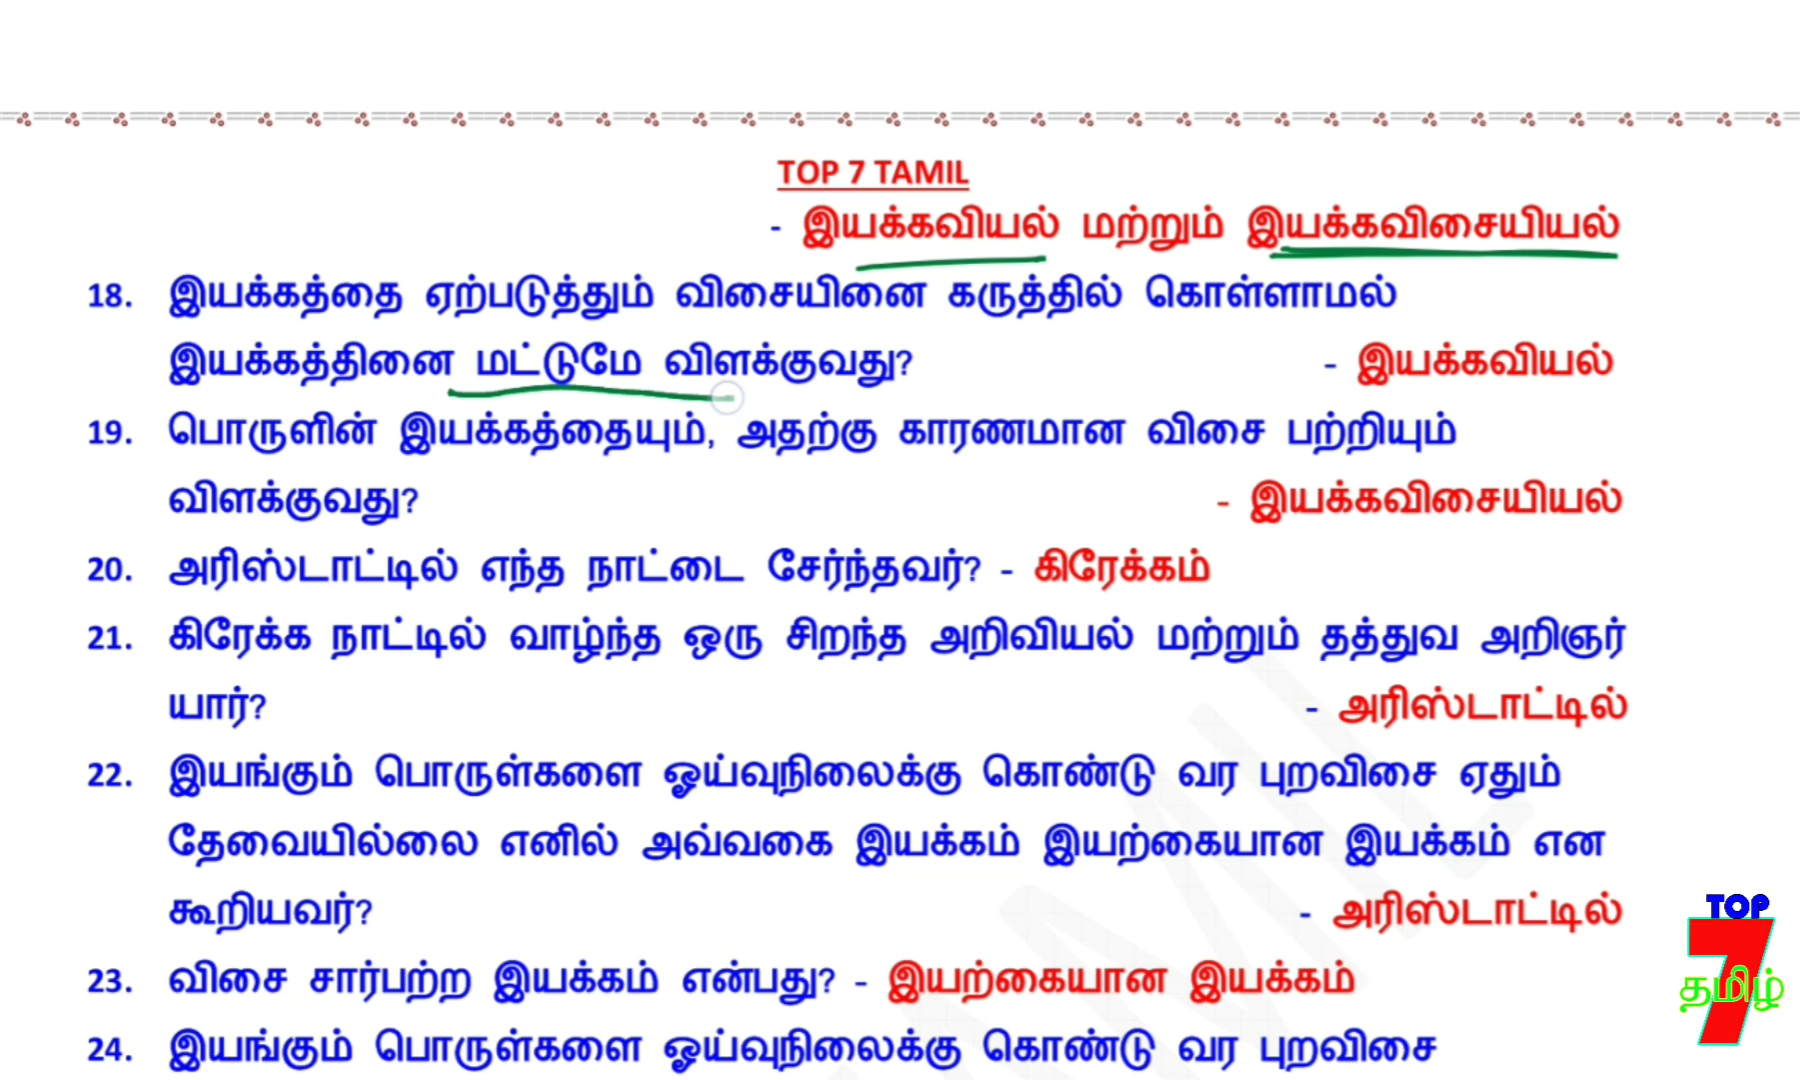 TOP 7 TAMIL
- இயக்கவியல் மற்றும் இயக்கவிசையியல்
18. இயக்கத்தை ஏற்படுத்தும் விசையினை கருத்தில் கொள்ளாமல்
இயக்கத்தினை மட்டுமே விளக்குவது? - இயக்கவியல்
19. பொருளின் இயக்கத்தையும், அதற்கு காரணமான விசை பற்றியும்
விளக்குவது? - இயக்கவிசையியல்
20. அரிஸ்டாட்டில் எந்த நாட்டை சேர்ந்தவர்? - கிரேக்கம்
21. கிரேக்க நாட்டில் வாழ்ந்த ஒரு சிறந்த அறிவியல் மற்றும் தத்துவ அறிஞர்
யார்? - அரிஸ்டாட்டில்
22. இயங்கும் பொருள்களை ஓய்வுநிலைக்கு கொண்டு வர புறவிசை ஏதும்
தேவையில்லை எனில் அவ்வகை இயக்கம் இயற்கையான இயக்கம் என
கூறியவர்? - அரிஸ்டாட்டில்
23. விசை சார்பற்ற இயக்கம் என்பது? - இயற்கையான இயக்கம்
24. இயங்கும் பொருள்களை ஓய்வுநிலைக்கு கொண்டு வர புறவிசை
TOP
7
தமிழ்